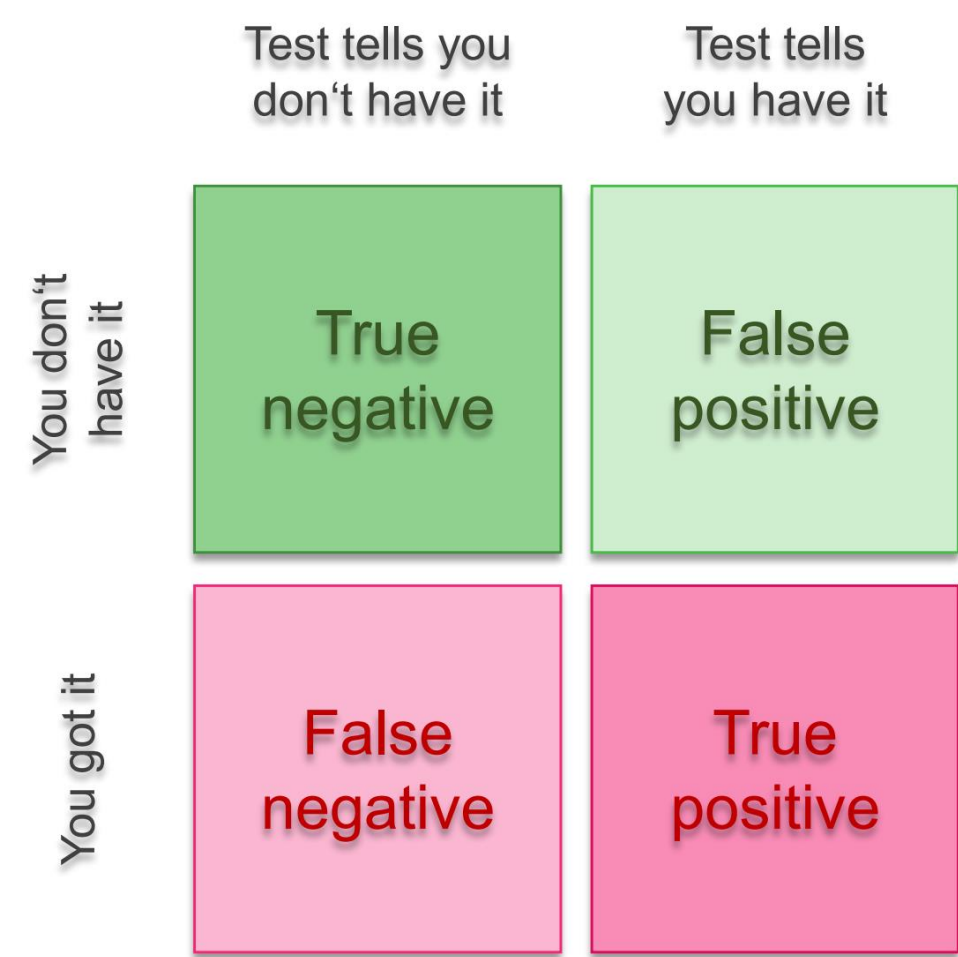 Test tells you
don‘t have it
Test tells
you have it
You don‘t
have it
True
negative
False
positive
You got it
False
negative
True
positive